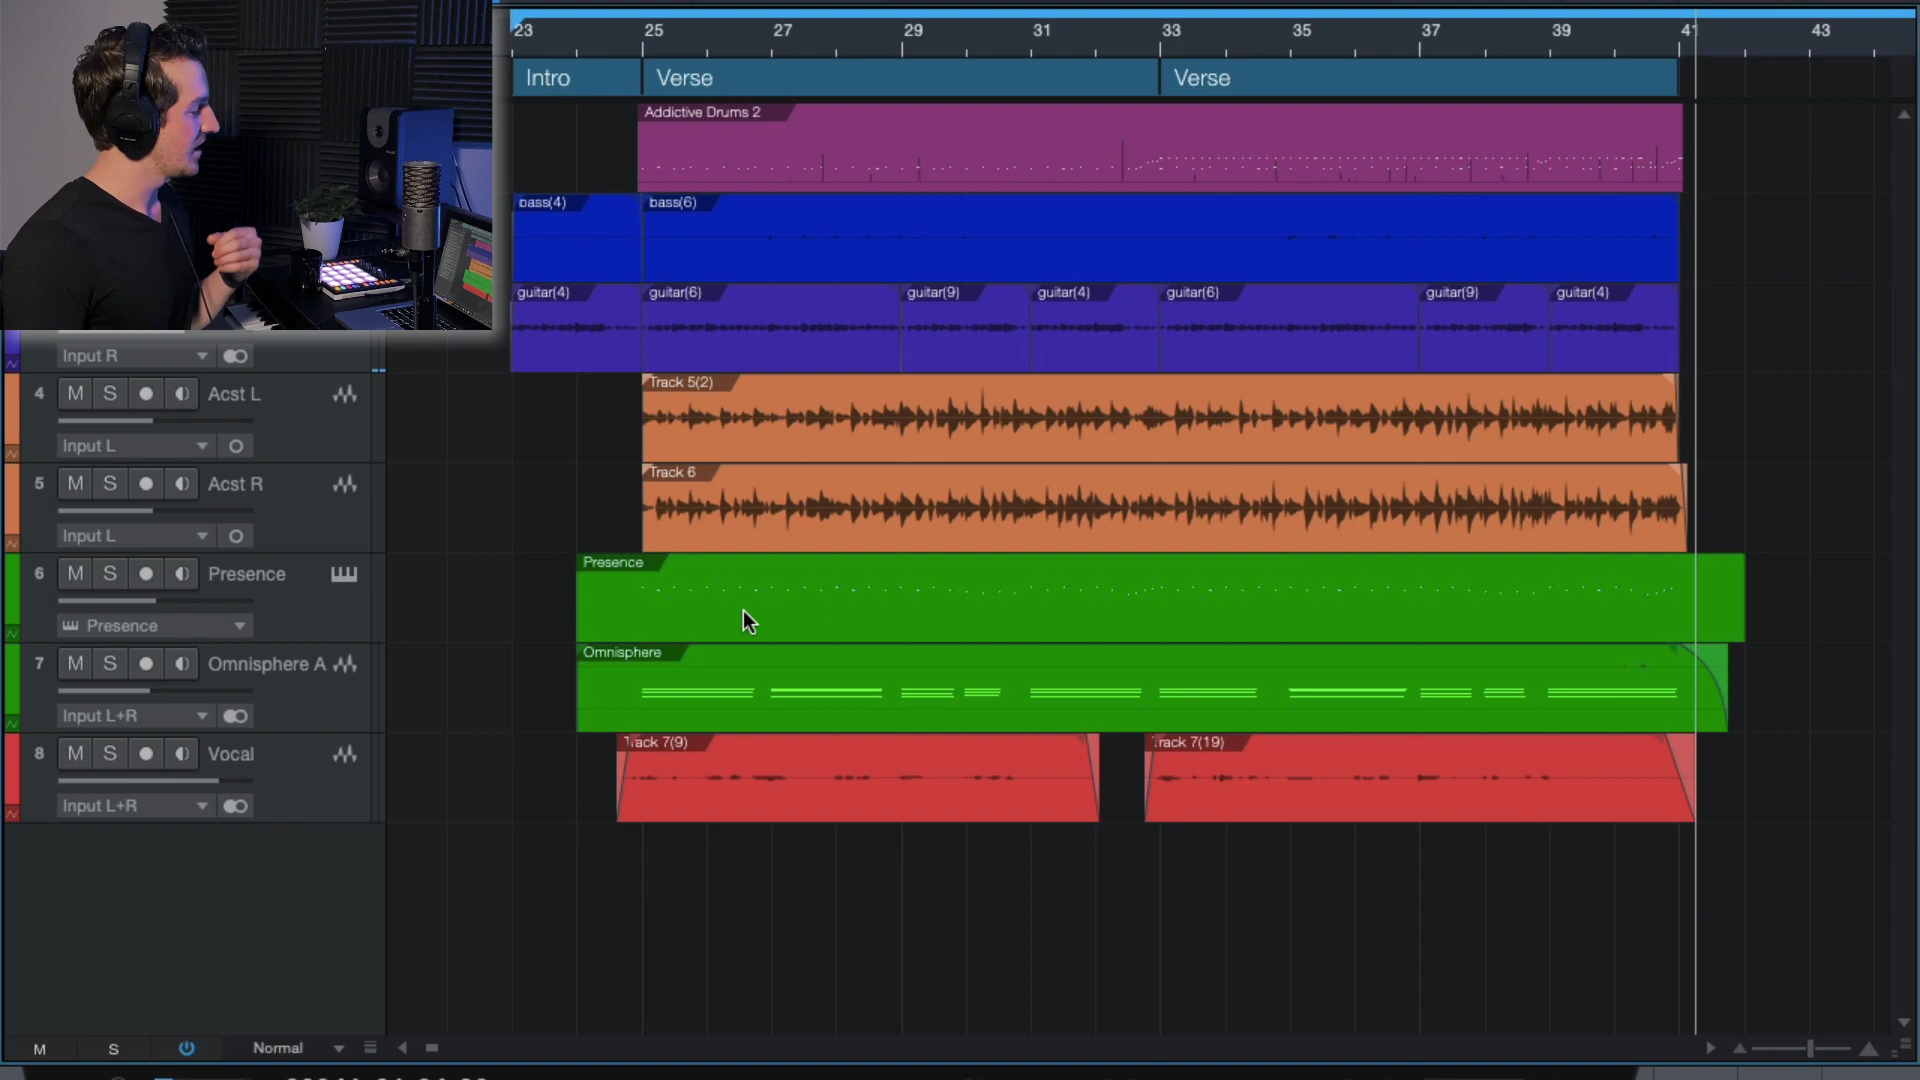 23 25 27 29 31 33 35 37 39 41 43
Intro Verse Verse
Addictive Drums 2
bass(4) bass(6)
guitar(4) guitar(6) guitar(9) guitar(4) guitar(6) guitar(9) guitar(4)
Input R
4 M S Acst L
Input L
Track 5(2)
5 M S Acst R
Input L
Track 6
6 M S Presence
Presence
Presence
7 M S Omnisphere A
Input L+R
Omnisphere
8 M S Vocal
Input L+R
Track 7(9) Track 7(19)
M S Normal